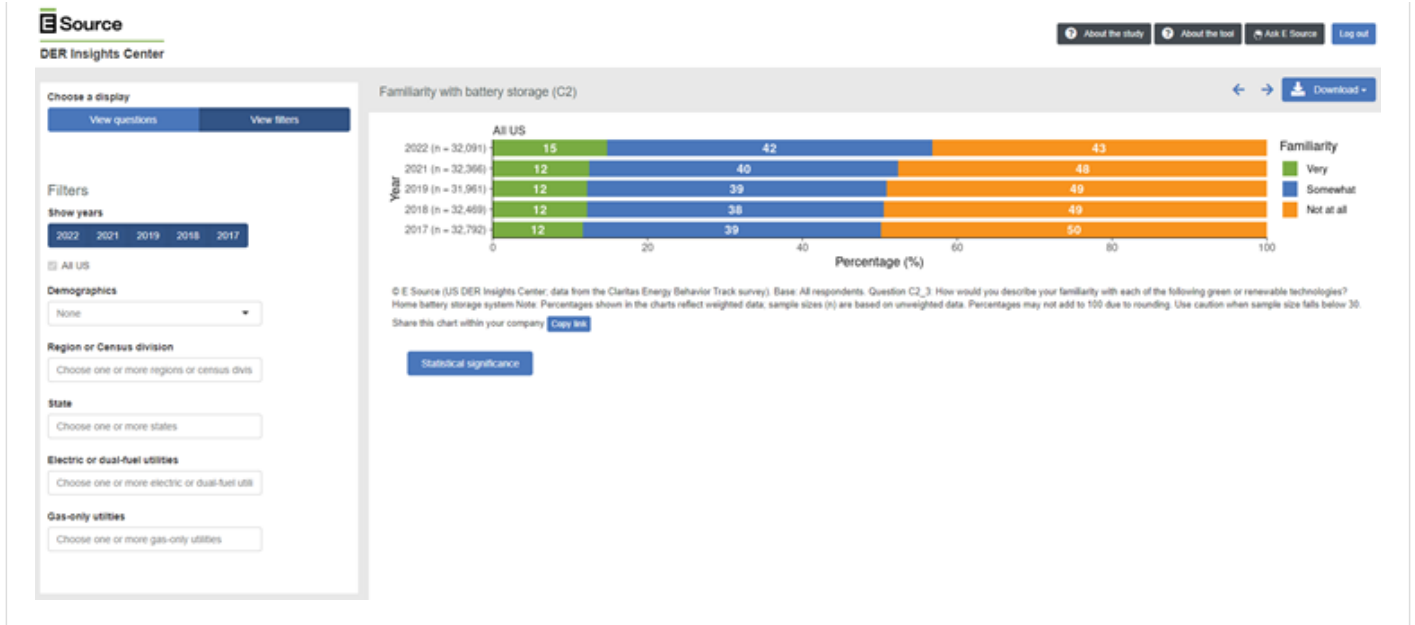 E Source
DER Insights Center
About the study
About the tool
Ask E Source
Log out
Choose a display
View questions
View filters
Filters
Show years
2022 2021 2019 2018 2017
All US
Demographics
None
Region or Census division
Choose one or more regions or census divis
State
Choose one or more states
Electric or dual-fuel utilities
Choose one or more electric or dual-fuel utili
Gas-only utilities
Choose one or more gas-only utilities
Familiarity with battery storage (C2)
Download
All US
Year
2022 (n = 32,091) 15 42 43
2021 (n = 32,366) 12 40 48
2019 (n = 31,961) 12 39 49
2018 (n = 32,469) 12 38 49
2017 (n = 32,792) 12 39 50
0 20 40 60 80 100
Percentage (%)
Familiarity
Very
Somewhat
Not at all
© E Source (US DER Insights Center; data from the Claritas Energy Behavior Track survey). Base: All respondents. Question C2_3. How would you describe your familiarity with each of the following green or renewable technologies?
Home battery storage system Note: Percentages shown in the charts reflect weighted data; sample sizes (n) are based on unweighted data. Percentages may not add to 100 due to rounding. Use caution when sample size falls below 30.
Share this chart within your company Copy link
Statistical significance